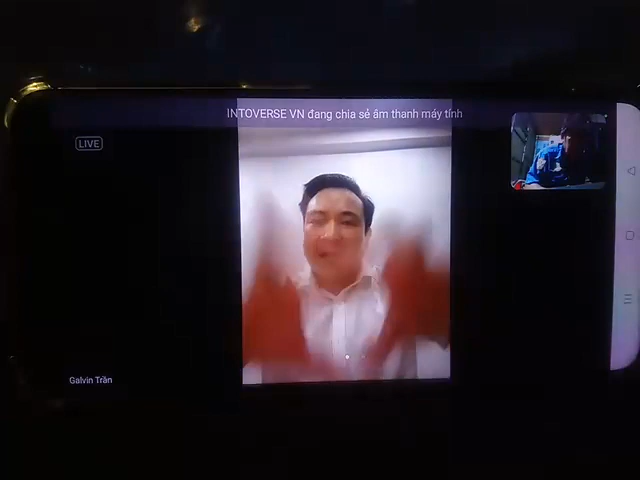 INTOVERSE VN đang chia sẻ âm thanh máy tính
LIVE
Galvin Trần